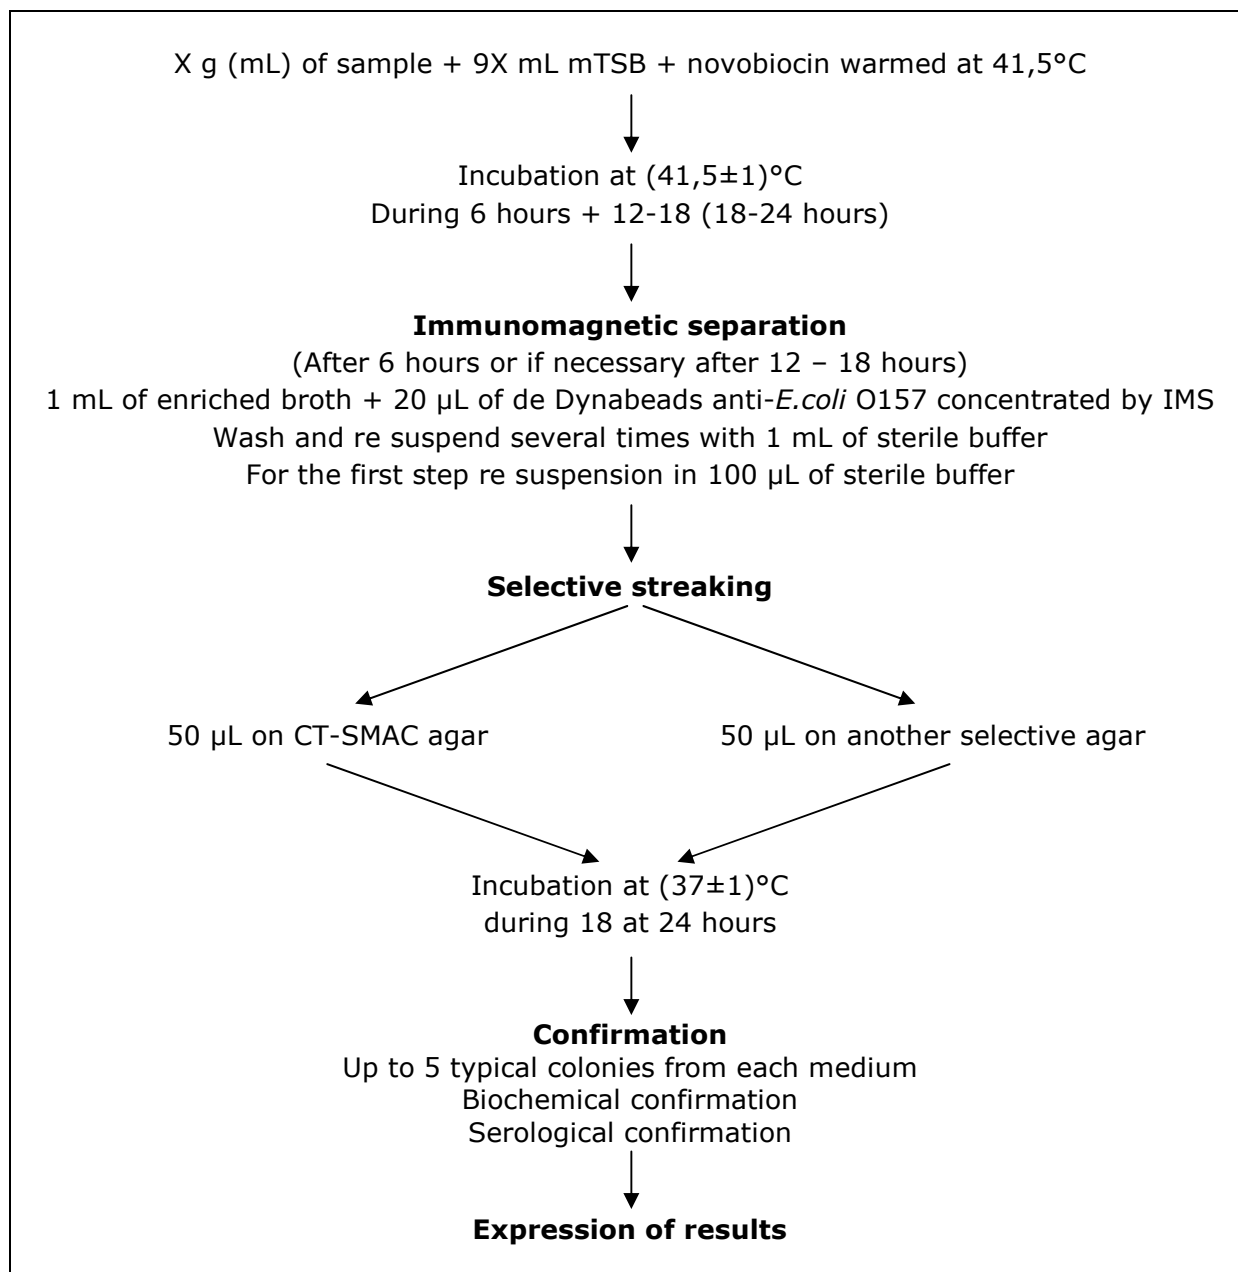 X g (mL) of sample + 9X mL mTSB + novobiocin warmed at 41,5°C
Incubation at (41,5±1)°C
During 6 hours + 12-18 (18-24 hours)
Immunomagnetic separation
(After 6 hours or if necessary after 12 – 18 hours)
1 mL of enriched broth + 20 µL of de Dynabeads anti-E.coli O157 concentrated by IMS
Wash and re suspend several times with 1 mL of sterile buffer
For the first step re suspension in 100 µL of sterile buffer
Selective streaking
50 µL on CT-SMAC agar
50 µL on another selective agar
Incubation at (37±1)°C
during 18 at 24 hours
Confirmation
Up to 5 typical colonies from each medium
Biochemical confirmation
Serological confirmation
Expression of results